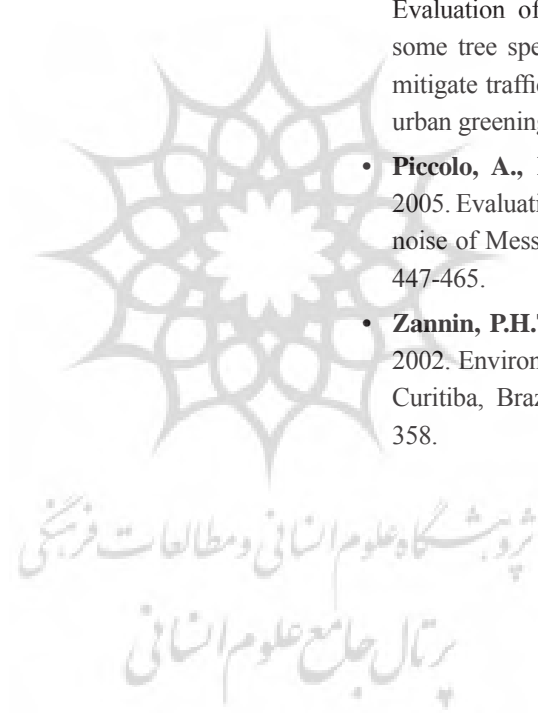 Evaluation of
some tree spe
mitigate traffic
urban greening
• Piccolo, A.,
2005. Evaluati
noise of Mess
447-465.
• Zannin, P.H.
2002. Environ
Curitiba, Braz
358.
پژوهشگاه علوم انسانی و مطالعات فرهنگی
پرتال جامع علوم انسانی